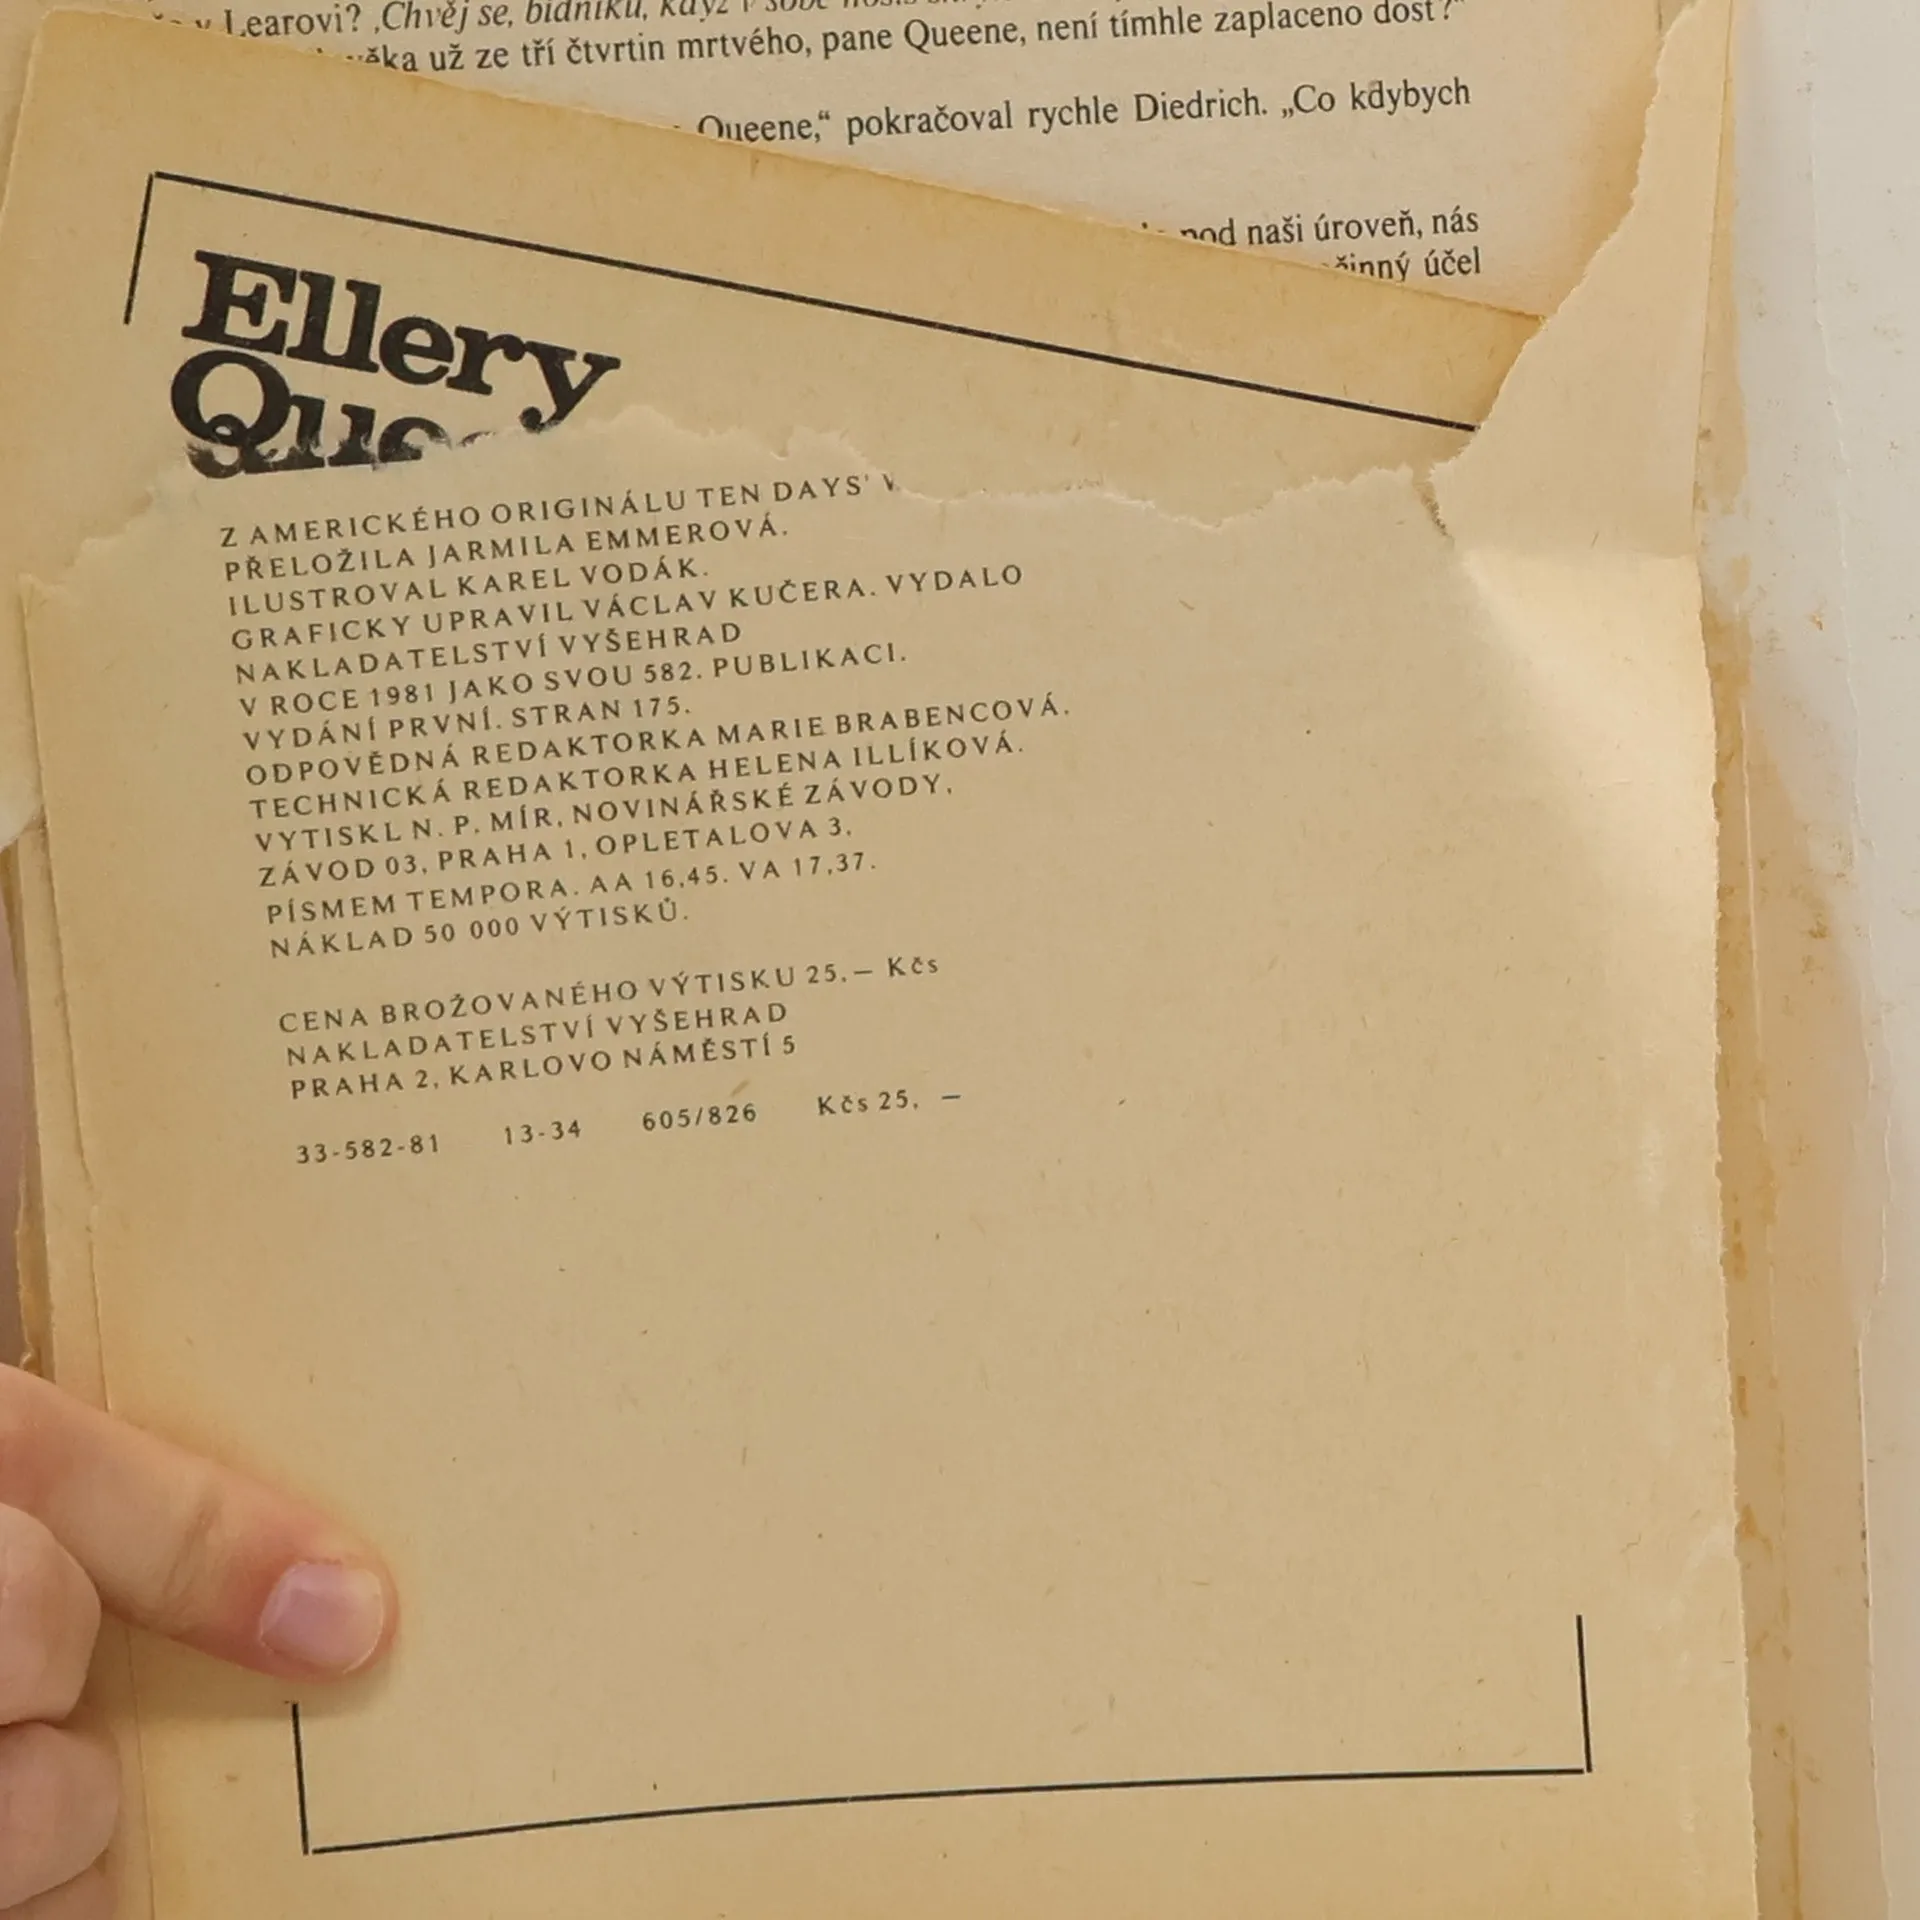 Learovi? ‚Chvěj se, bídníku, když v sobě
už ze tří čtvrtin mrtvého, pane Queene, není tímhle zaplaceno dost?“
Queene,“ pokračoval rychle Diedrich. „Co kdybych
pod naši úroveň, nás
účel
Ellery
Z AMERICKÉHO ORIGINÁLU TEN DAYS'
PŘELOŽILA JARMILA EMMEROVÁ.
ILUSTROVAL KAREL VODÁK.
GRAFICKY UPRAVIL VÁCLAV KUČERA. VYDALO
NAKLADATELSTVÍ VYŠEHRAD
V ROCE 1981 JAKO SVOU 582. PUBLIKACI.
VYDÁNÍ PRVNÍ. STRAN 175.
ODPOVĚDNÁ REDAKTORKA MARIE BRABENCOVÁ.
TECHNICKÁ REDAKTORKA HELENA ILLÍKOVÁ.
VYTISKL N. P. MÍR, NOVINÁŘSKÉ ZÁVODY,
ZÁVOD 03, PRAHA 1, OPLETALOVA 3,
PÍSMEM TEMPORA. AA 16,45. VA 17,37.
NÁKLAD 50 000 VÝTISKŮ.
CENA BROŽOVANÉHO VÝTISKU 25,– Kčs
NAKLADATELSTVÍ VYŠEHRAD
PRAHA 2, KARLOVO NÁMĚSTÍ 5
33-582-81 13-34 605/826 Kčs 25, –